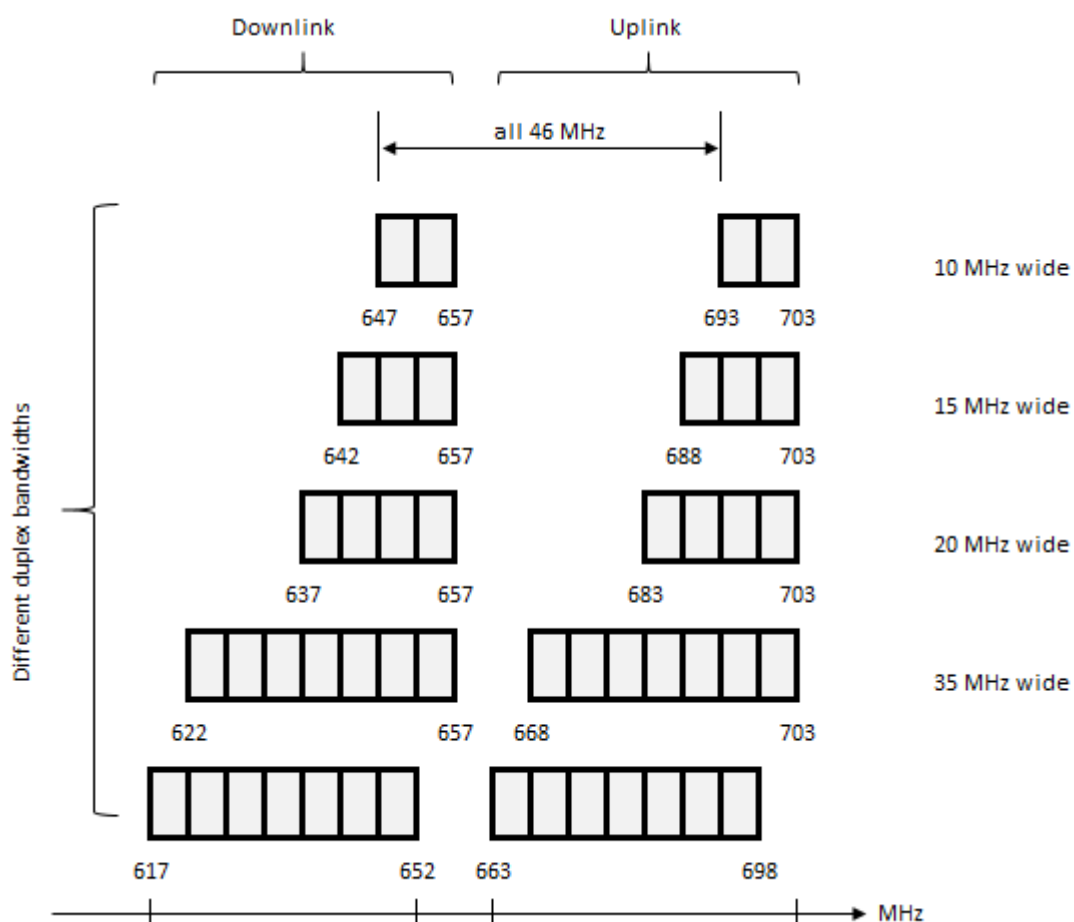 Downlink Uplink
all 46 MHz
10 MHz wide
647 657 693 703
15 MHz wide
642 657 688 703
Different duplex bandwidths
20 MHz wide
637 657 683 703
35 MHz wide
622 657 668 703
617 652 663 698
MHz